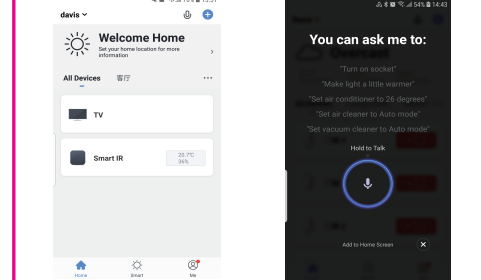 davis
Welcome Home
Set your home location for more
information
All Devices 客厅
TV
Smart IR
20.7°C
36%
Home Smart Me
54% 14:43
You can ask me to:
"Turn on socket"
"Make light a little warmer"
"Set air conditioner to 26 degrees"
"Set air cleaner to Auto mode"
"Set vacuum cleaner to Auto mode"
Hold to Talk
Add to Home Screen